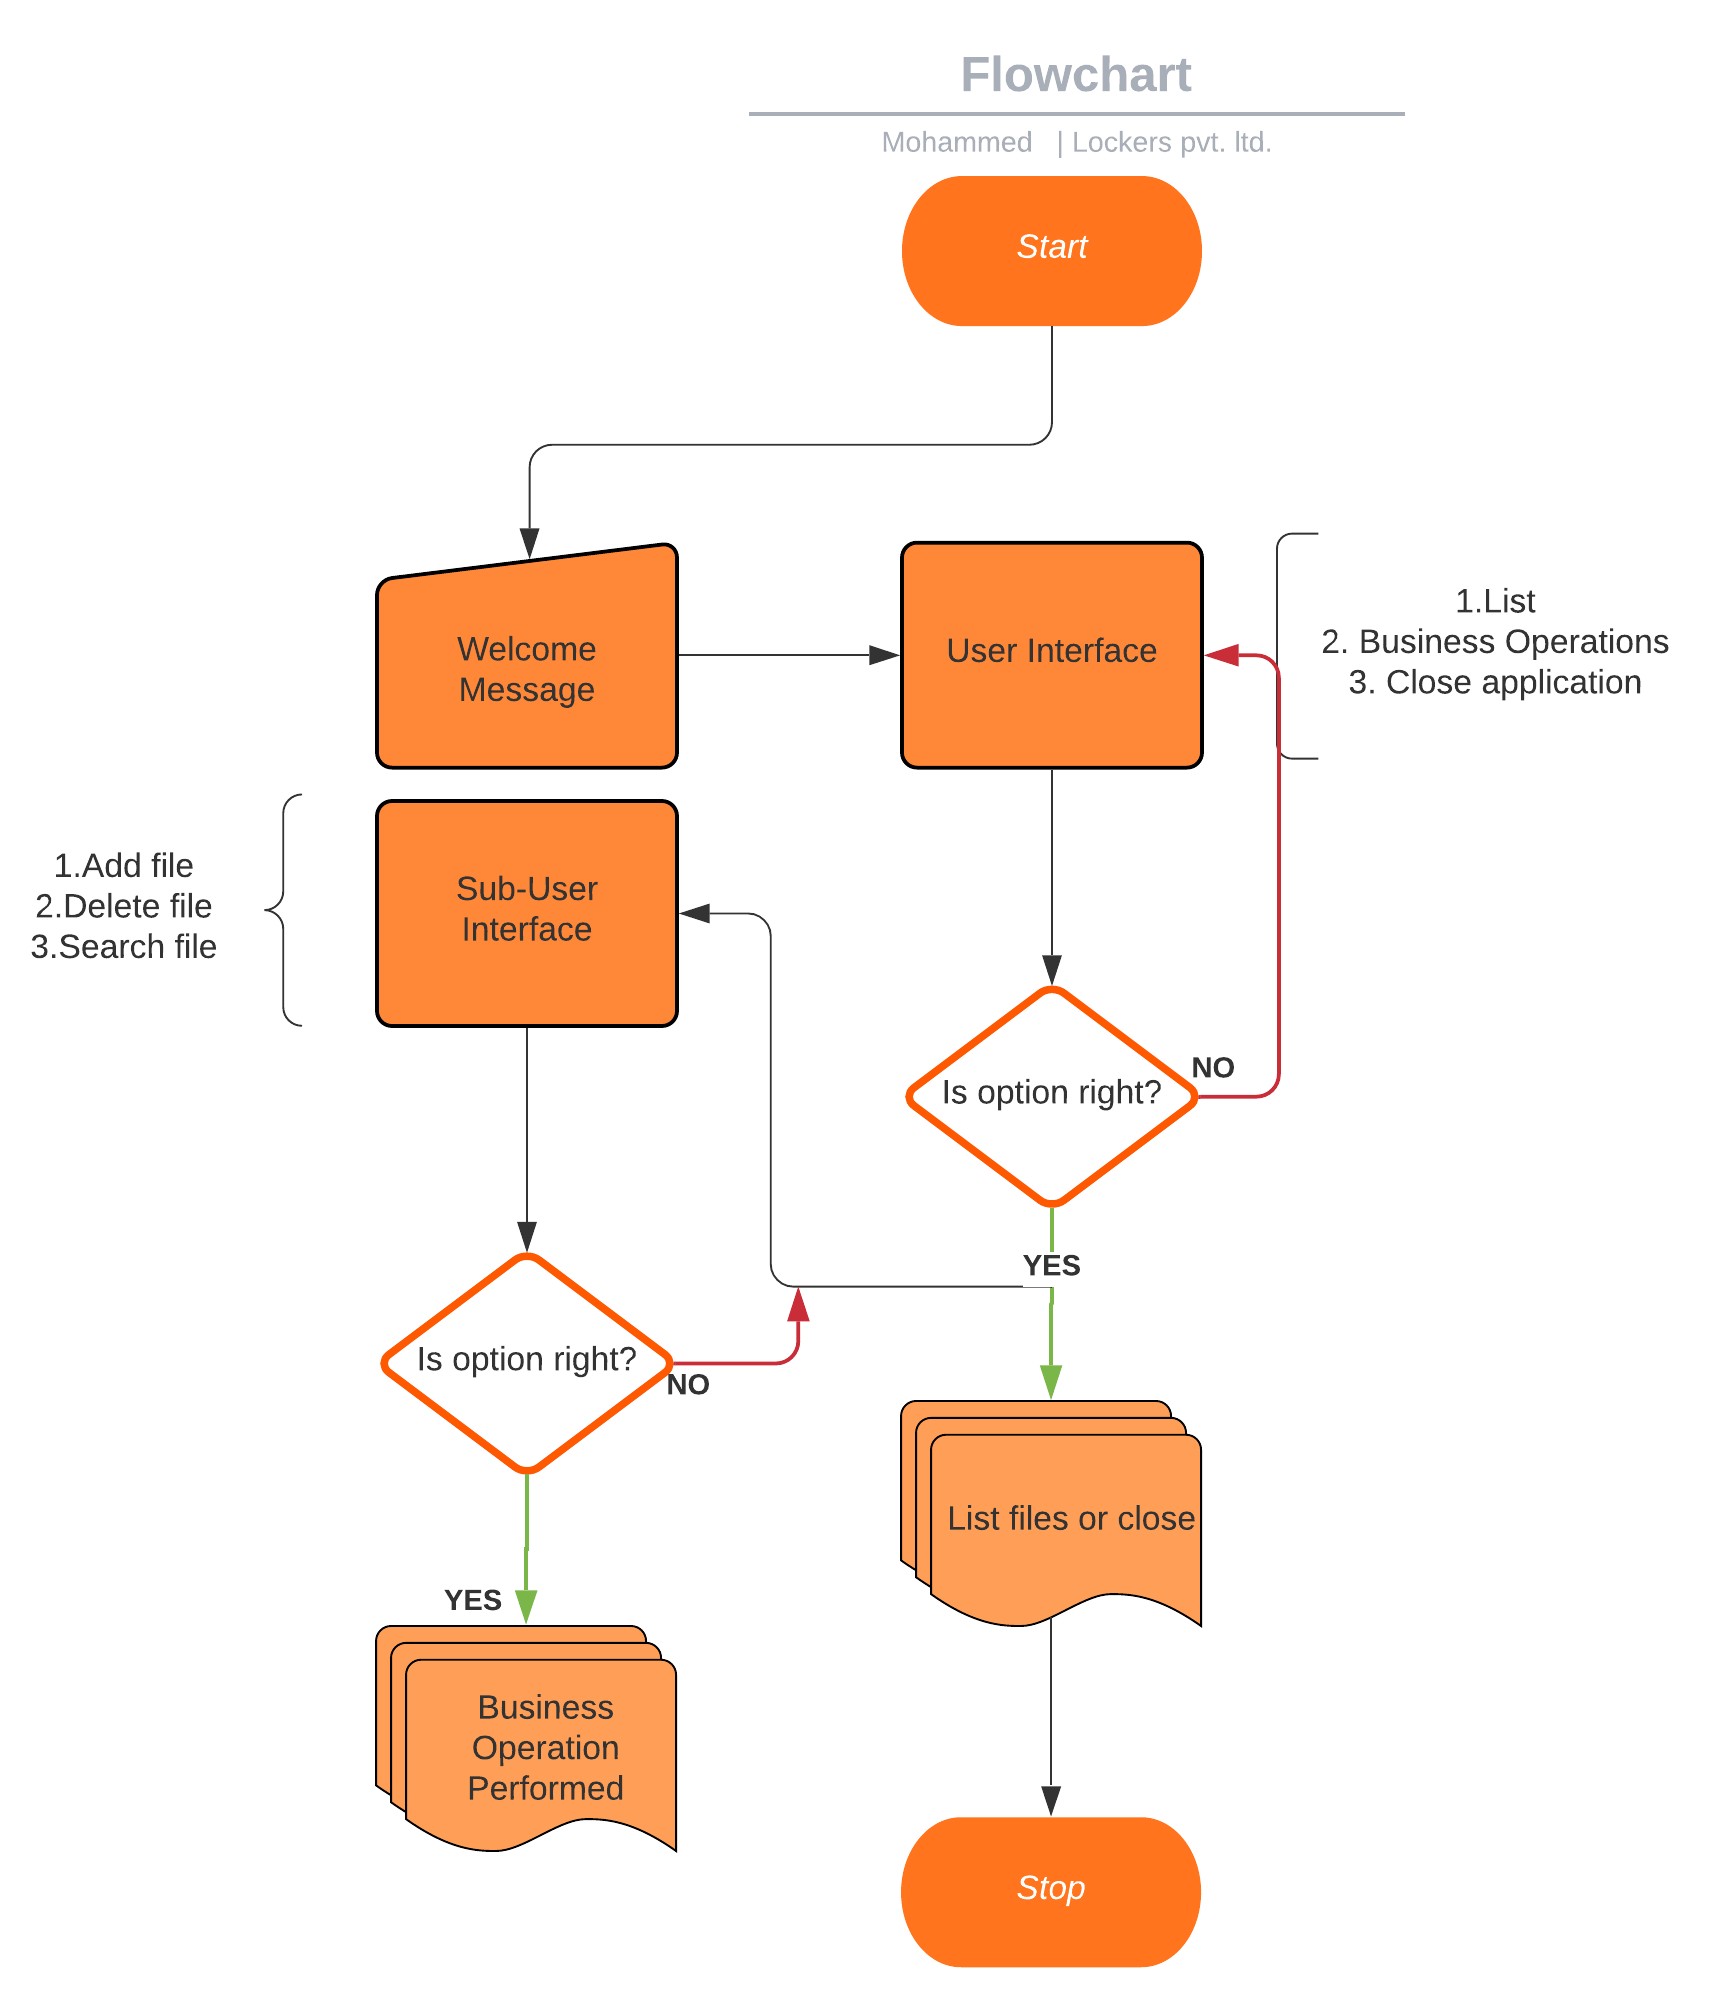 Flowchart
Mohammed | Lockers pvt. ltd.
Start
Welcome
Message
User Interface
1.List
2. Business Operations
3. Close application
1.Add file
2.Delete file
3.Search file
Sub-User
Interface
Is option right?
NO
YES
Is option right?
NO
YES
List files or close
Business
Operation
Performed
Stop